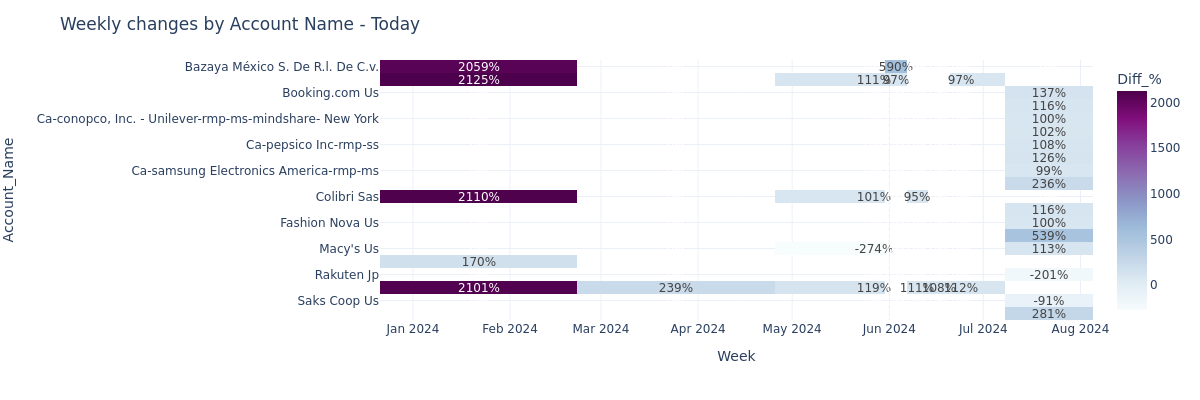 Weekly changes by Account Name - Today
Diff_%
Account_Name
Bazaya México S. De R.l. De C.v.
2059%
590%
2125%
111%
97%
97%
Booking.com Us
137%
116%
Ca-conopco, Inc. - Unilever-rmp-ms-mindshare- New York
100%
102%
Ca-pepsico Inc-rmp-ss
108%
126%
Ca-samsung Electronics America-rmp-ms
99%
236%
Colibri Sas
2110%
101%
95%
116%
Fashion Nova Us
100%
539%
Macy's Us
-274%
113%
170%
Rakuten Jp
-201%
2101%
239%
119%
111%
108%
112%
Saks Coop Us
-91%
281%
Jan 2024
Feb 2024
Mar 2024
Apr 2024
May 2024
Jun 2024
Jul 2024
Aug 2024
Week
2000
1500
1000
500
0